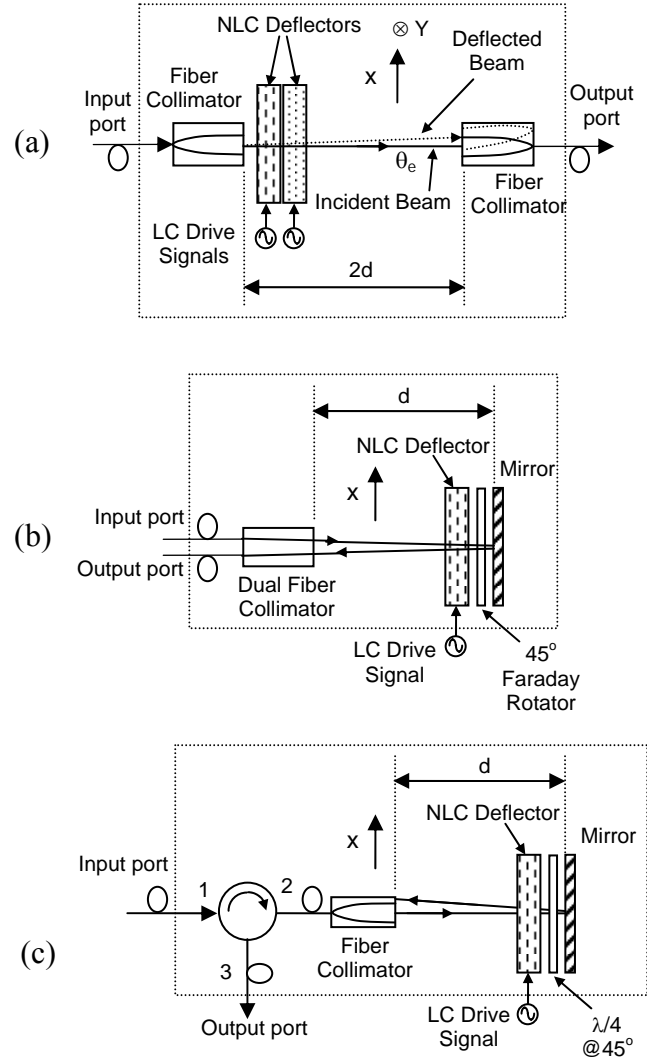 (a)
NLC Deflectors
⊗ Y
x
Deflected
Beam
Fiber
Collimator
Input
port
Output
port
θe
Incident Beam
Fiber
Collimator
LC Drive
Signals
2d
(b)
d
NLC Deflector
Mirror
x
Input port
Output port
Dual Fiber
Collimator
LC Drive
Signal
45°
Faraday
Rotator
(c)
d
NLC Deflector
Mirror
x
Input port
1
2
3
Fiber
Collimator
Output port
LC Drive
Signal
λ/4
@45°